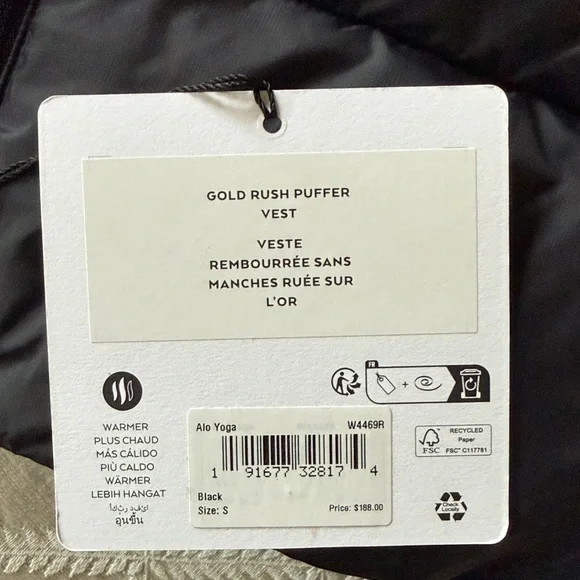 GOLD RUSH PUFFER
VEST
VESTE
REMBOURRÉE SANS
MANCHES RUÉE SUR
L'OR
FR
+
WARMER
PLUS CHAUD
MÁS CÁLIDO
PIÙ CALDO
WÄRMER
LEBIH HANGAT
อุ่นขึ้น
Alo Yoga W4469R
1 91677 32817 4
Black
Size: S Price: $188.00
FSC
RECYCLED
Paper
FSC® C117781
Check
Locally